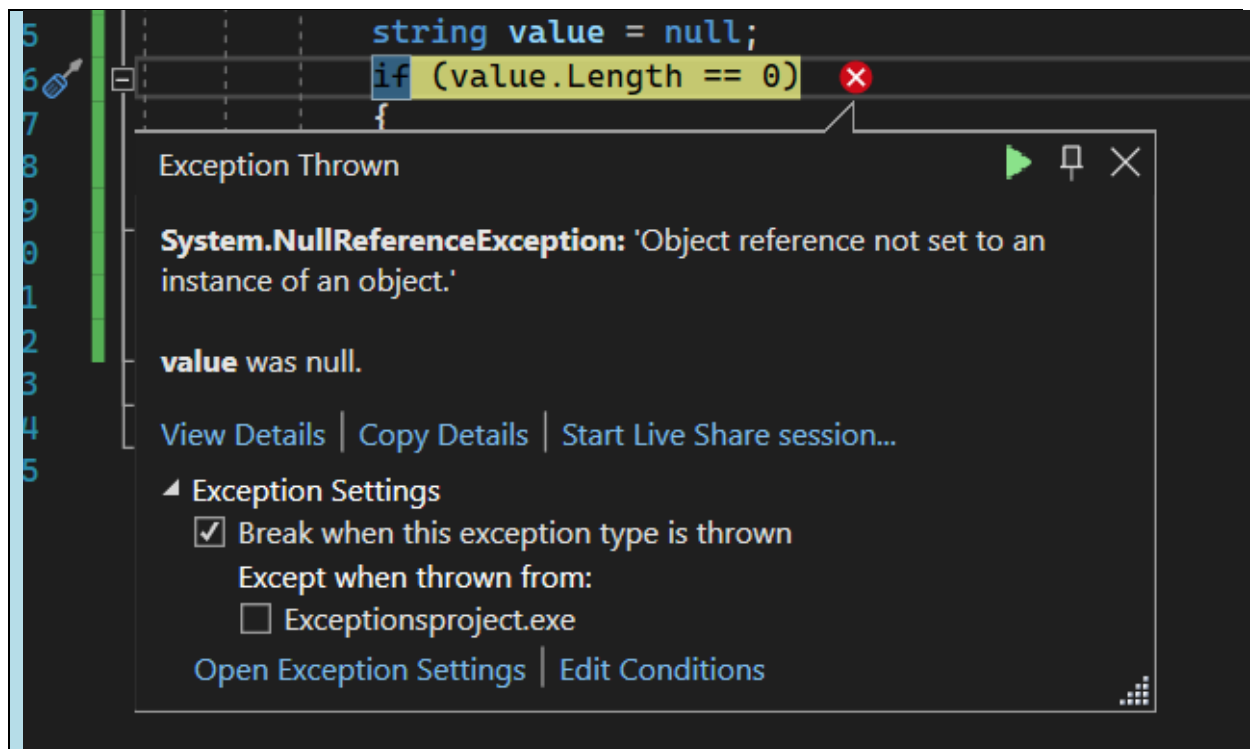 5 string value = null;
6 if (value.Length == 0)
7 {
8 Exception Thrown
9
0 System.NullReferenceException: 'Object reference not set to an
1 instance of an object.'
2 value was null.
3
4 View Details | Copy Details | Start Live Share session...
5
Exception Settings
Break when this exception type is thrown
Except when thrown from:
Exceptionsproject.exe
Open Exception Settings | Edit Conditions